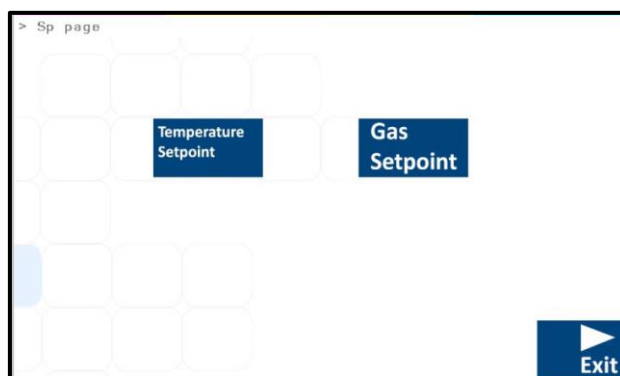 > Sp page
Temperature
Setpoint
Gas
Setpoint
Exit